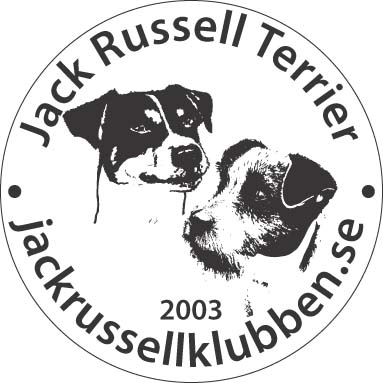 Jack Russell Terrier
2003
jackrussellklubben.se